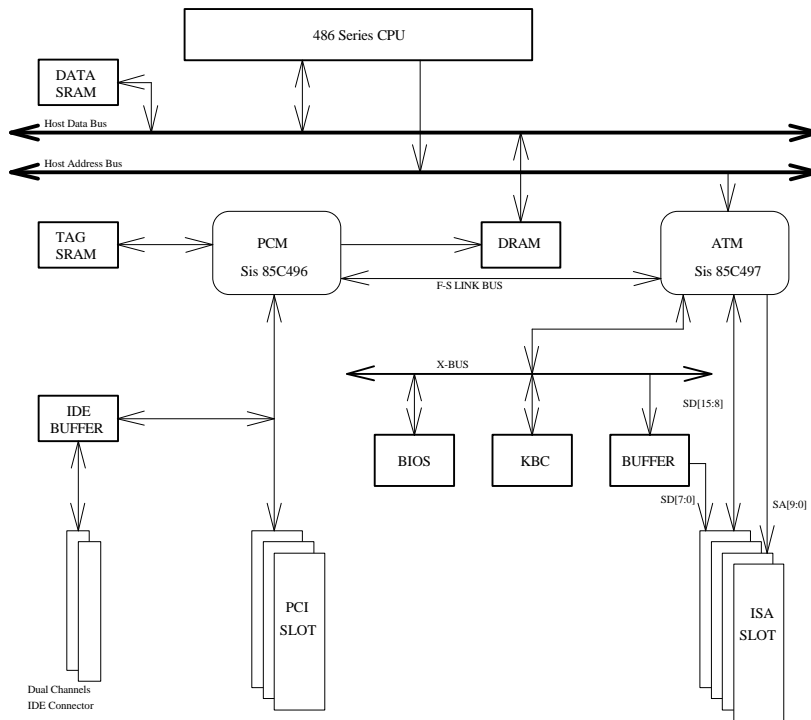 486 Series CPU
DATA
SRAM
Host Data Bus
Host Address Bus
TAG
SRAM
PCM
Sis 85C496
DRAM
ATM
Sis 85C497
F-S LINK BUS
X-BUS
IDE
BUFFER
SD[15:8]
BIOS
KBC
BUFFER
SD[7:0]
SA[9:0]
PCI
SLOT
ISA
SLOT
Dual Channels
IDE Connector